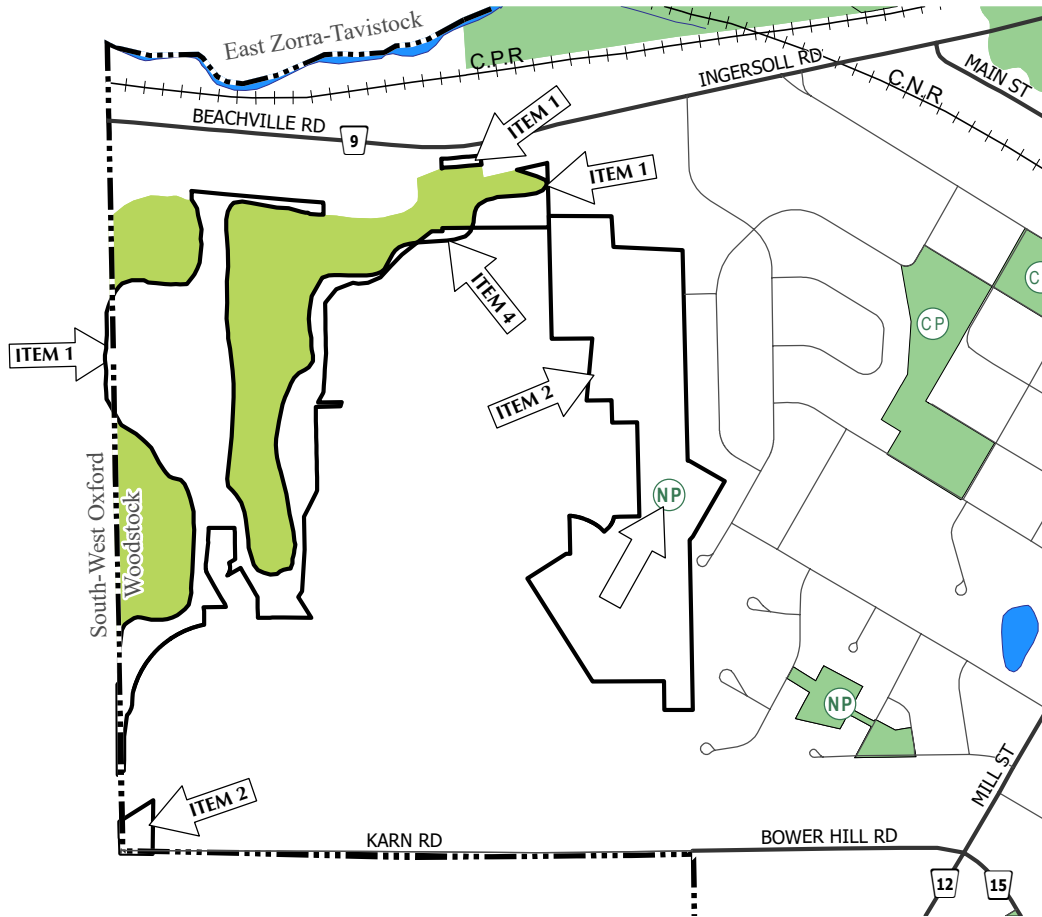 East Zorra-Tavistock
C.P.R
INGERSOLL RD
MAIN ST
C.N.R
BEACHVILLE RD
9
ITEM 1
ITEM 1
C
CP
ITEM 4
ITEM 1
ITEM 2
South-West Oxford
Woodstock
NP
NP
MILL ST
ITEM 2
KARN RD
BOWER HILL RD
12
15